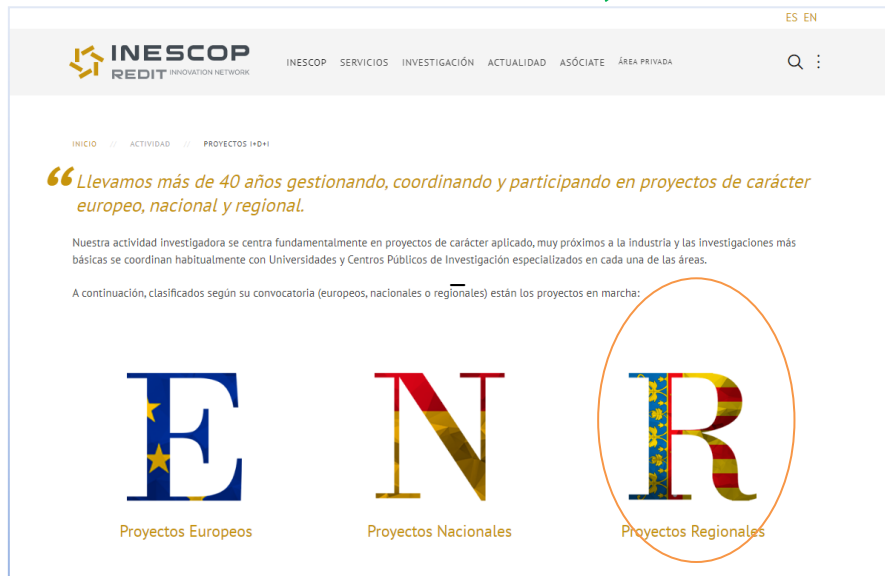 ES EN
INESCOP
REDIT INNOVATION NETWORK
INESCOP SERVICIOS INVESTIGACIÓN ACTUALIDAD ASÓCIATE ÁREA PRIVADA
INICIO // ACTIVIDAD // PROYECTOS I+D+I
“ Llevamos más de 40 años gestionando, coordinando y participando en proyectos de carácter
europeo, nacional y regional.
Nuestra actividad investigadora se centra fundamentalmente en proyectos de carácter aplicado, muy próximos a la industria y las investigaciones más
básicas se coordinan habitualmente con Universidades y Centros Públicos de Investigación especializados en cada una de las áreas.
A continuación, clasificados según su convocatoria (europeos, nacionales o regionales) están los proyectos en marcha:
E N R
Proyectos Europeos Proyectos Nacionales Proyectos Regionales